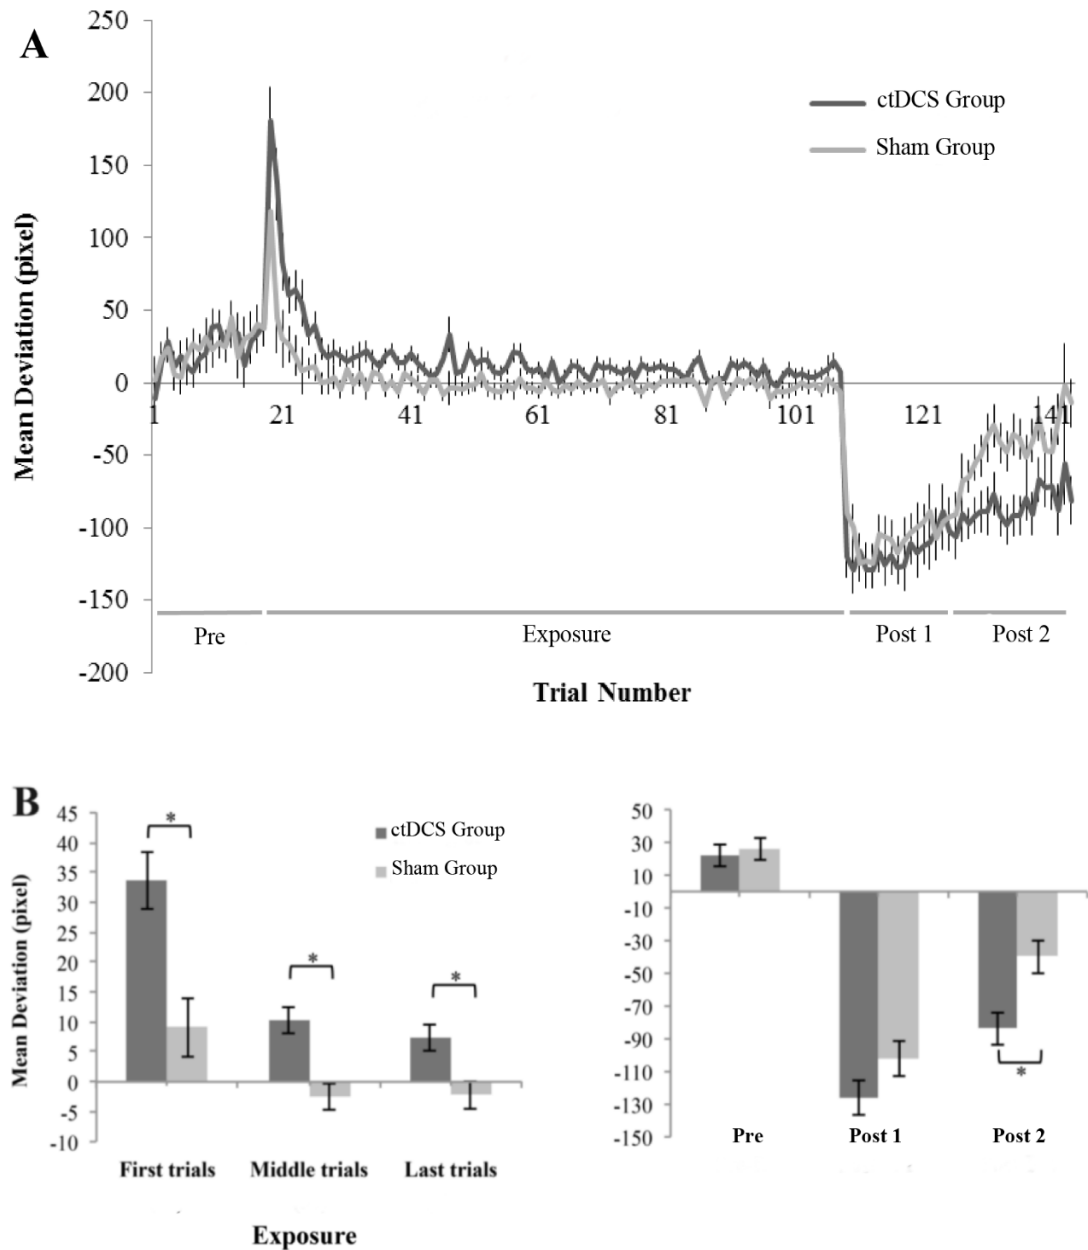 A
250
200
150
100
50
0
-50
-100
-150
-200
Mean Deviation (pixel)
ctDCS Group
Sham Group
1 21 41 61 81 101 121 141
Pre Exposure Post 1 Post 2
Trial Number
B
45
40
35
30
25
20
15
10
5
0
-5
-10
Mean Deviation (pixel)
* * *
ctDCS Group
Sham Group
First trials Middle trials Last trials
Exposure
50
30
10
-10
-30
-50
-70
-90
-110
-130
-150
*
Pre Post 1 Post 2